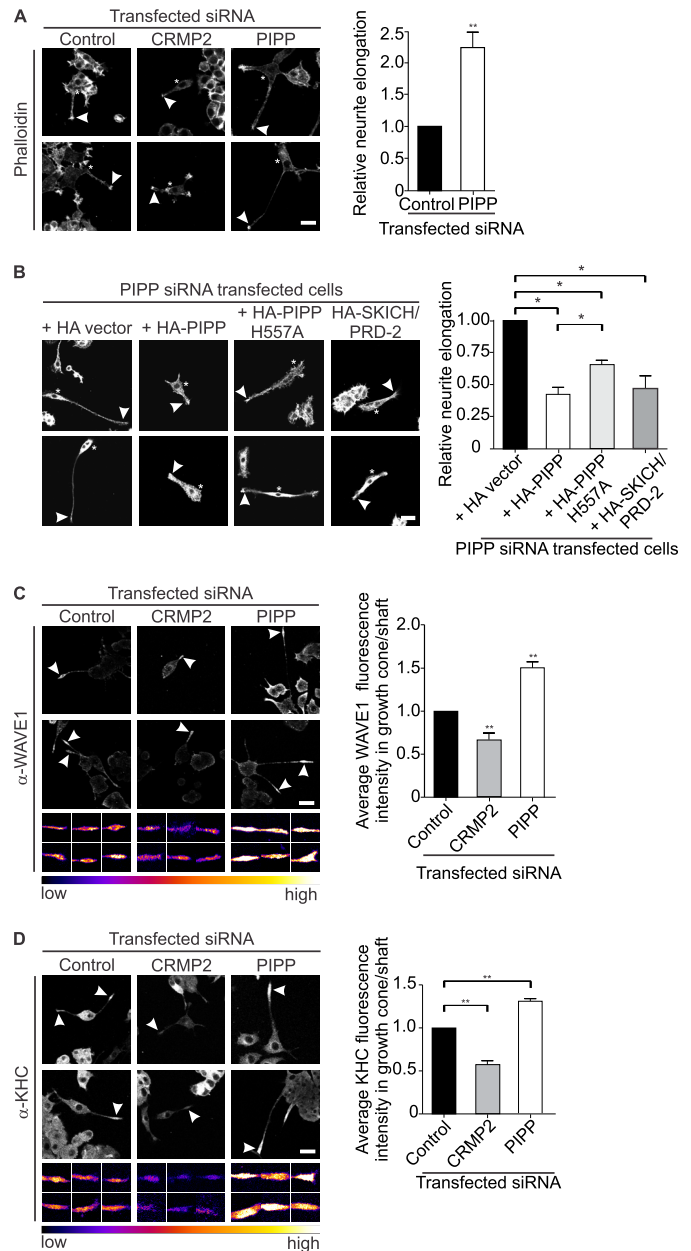 A
Transfected siRNA
Control CRMP2 PIPP
Phalloidin
* * *
* * *
Relative neurite elongation
2.5
2.0
1.5
1.0
0.5
0
**
Control PIPP
Transfected siRNA
B
PIPP siRNA transfected cells
+ HA vector + HA-PIPP + HA-PIPP H557A HA-SKICH/ PRD-2
* * * *
* * * *
Relative neurite elongation
1.00
0.75
0.50
0.25
0
*
*
* *
+ HA vector
+ HA-PIPP
+ HA-PIPP
H557A
+ HA-SKICH/
PRD-2
PIPP siRNA transfected cells
C
Transfected siRNA
Control CRMP2 PIPP
α-WAVE1
low high
Average WAVE1 fluorescence
intensity in growth cone/shaft
2.0
1.5
1.0
0.5
0
**
**
Control
CRMP2
PIPP
Transfected siRNA
D
Transfected siRNA
Control CRMP2 PIPP
α-KHC
low high
Average KHC fluorescence
intensity in growth cone/shaft
1.5
1.0
0.5
0
**
**
Control
CRMP2
PIPP
Transfected siRNA